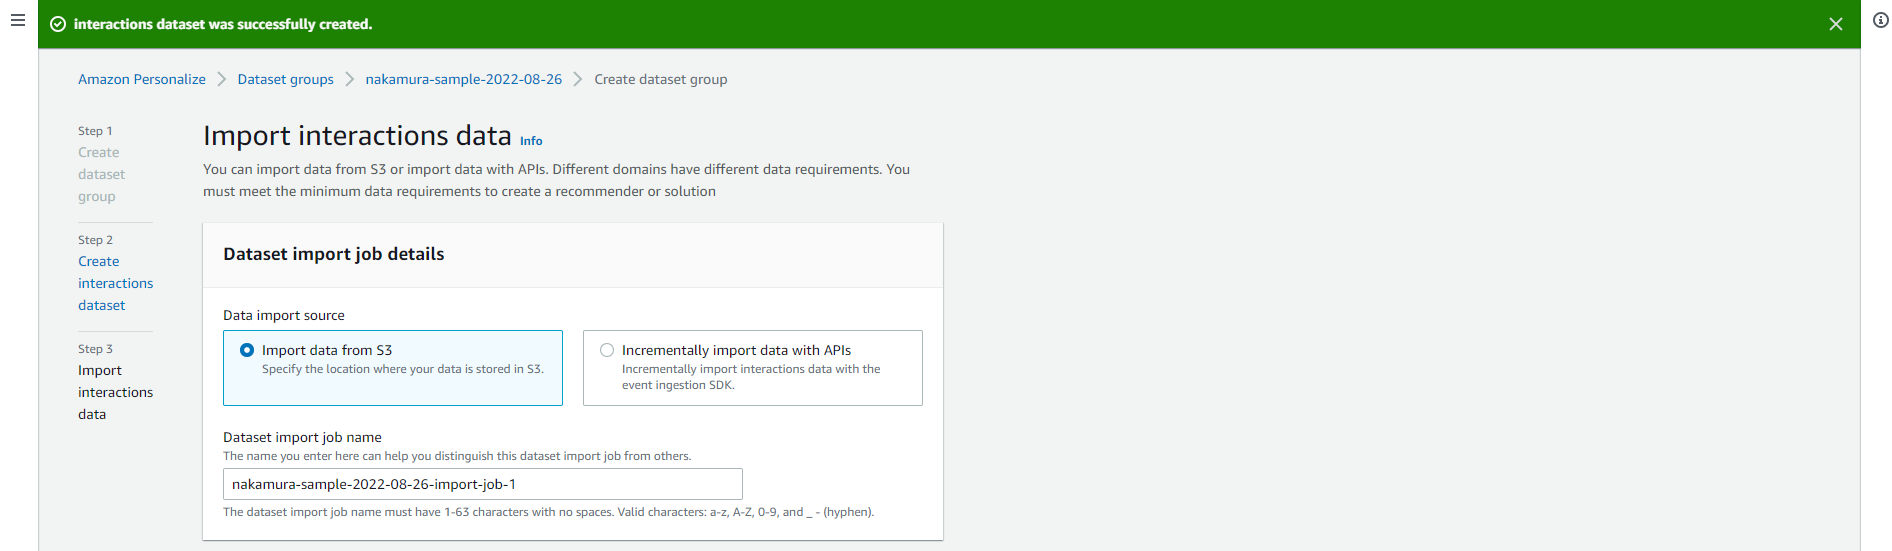 interactions dataset was successfully created.
Amazon Personalize
Dataset groups
nakamura-sample-2022-08-26
Create dataset group
Step 1
Create
dataset
group
Step 2
Create
interactions
dataset
Step 3
Import
interactions
data
Import interactions data Info
You can import data from S3 or import data with APIs. Different domains have different data requirements. You
must meet the minimum data requirements to create a recommender or solution
Dataset import job details
Data import source
Import data from S3
Specify the location where your data is stored in S3.
Incrementally import data with APIs
Incrementally import interactions data with the
event ingestion SDK.
Dataset import job name
The name you enter here can help you distinguish this dataset import job from others.
nakamura-sample-2022-08-26-import-job-1
The dataset import job name must have 1-63 characters with no spaces. Valid characters: a-z, A-Z, 0-9, and _ - (hyphen).